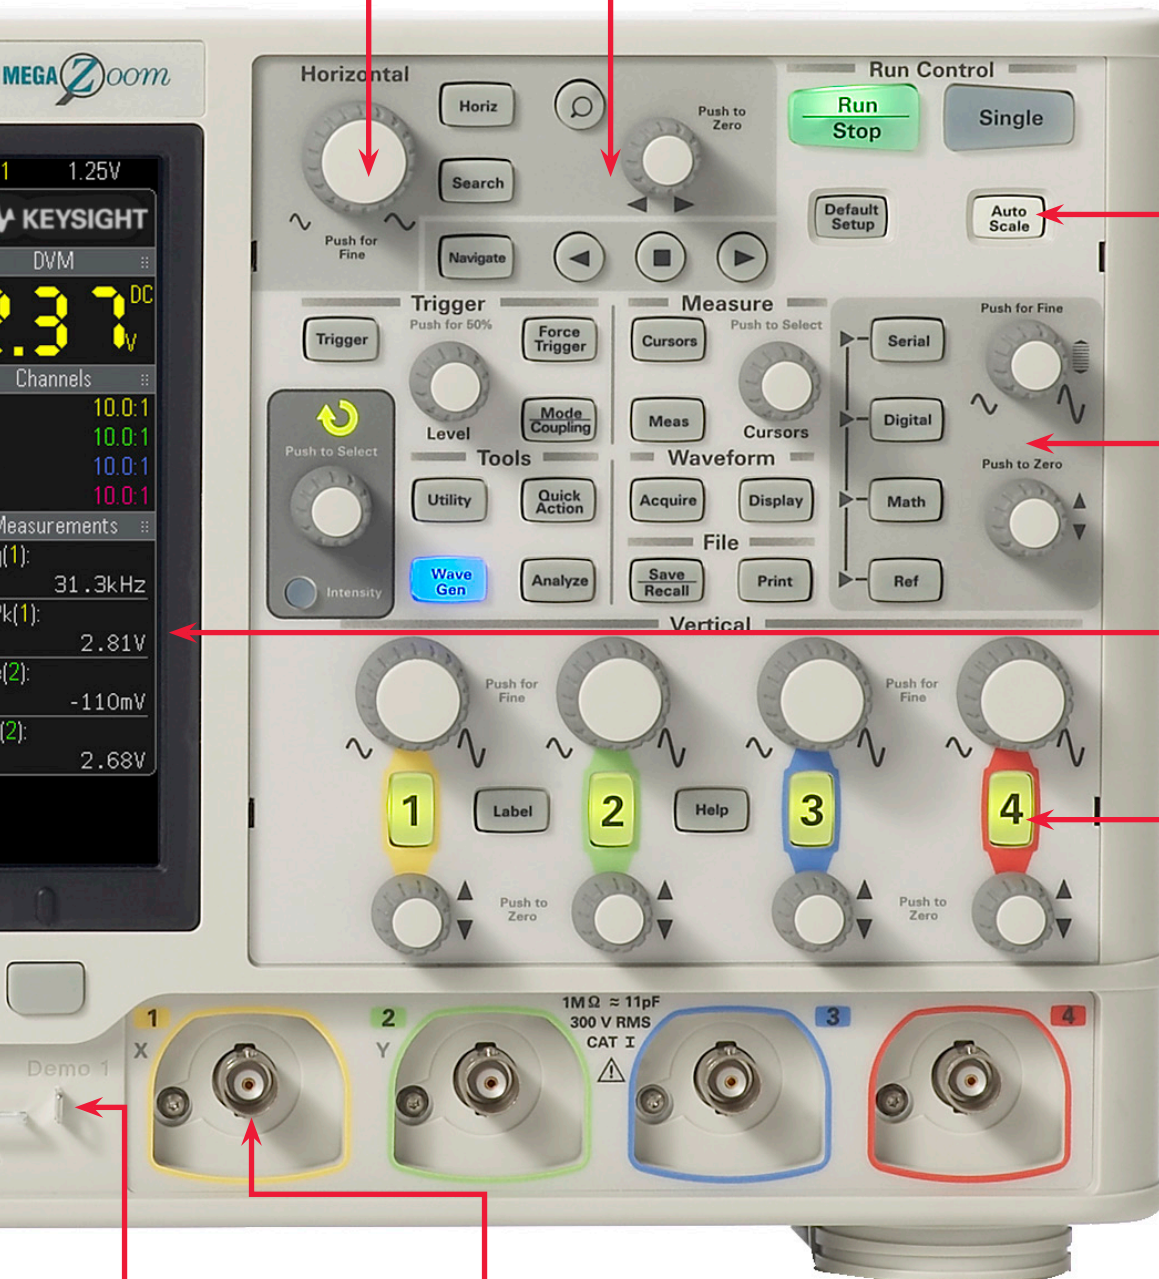 MEGA Zoom
1 1.25V
KEYSIGHT
DVM
.37 DC
V
Channels
10.0:1
10.0:1
10.0:1
10.0:1
Measurements
(1):
31.3kHz
k(1):
2.81V
(2):
-110mV
(2):
2.68V
Horizontal
Horiz
Push to
Zero
Search
Push for
Fine
Navigate
Run Control
Run
Stop
Single
Default
Setup
Auto
Scale
Trigger
Push for 50%
Trigger
Force
Trigger
Level
Mode
Coupling
Push to Select
Intensity
Tools
Utility
Quick
Action
Wave
Gen
Analyze
Measure
Push to Select
Cursors
Meas
Cursors
Waveform
Acquire
Display
File
Save
Recall
Print
Serial
Digital
Math
Ref
Push for Fine
Push to Zero
Vertical
Push for
Fine
Push for
Fine
1
Label
2
Help
3
4
Push to
Zero
Push to
Zero
1
X
2
Y
1MΩ ≈ 11pF
300 V RMS
CAT I
3
4
Demo 1